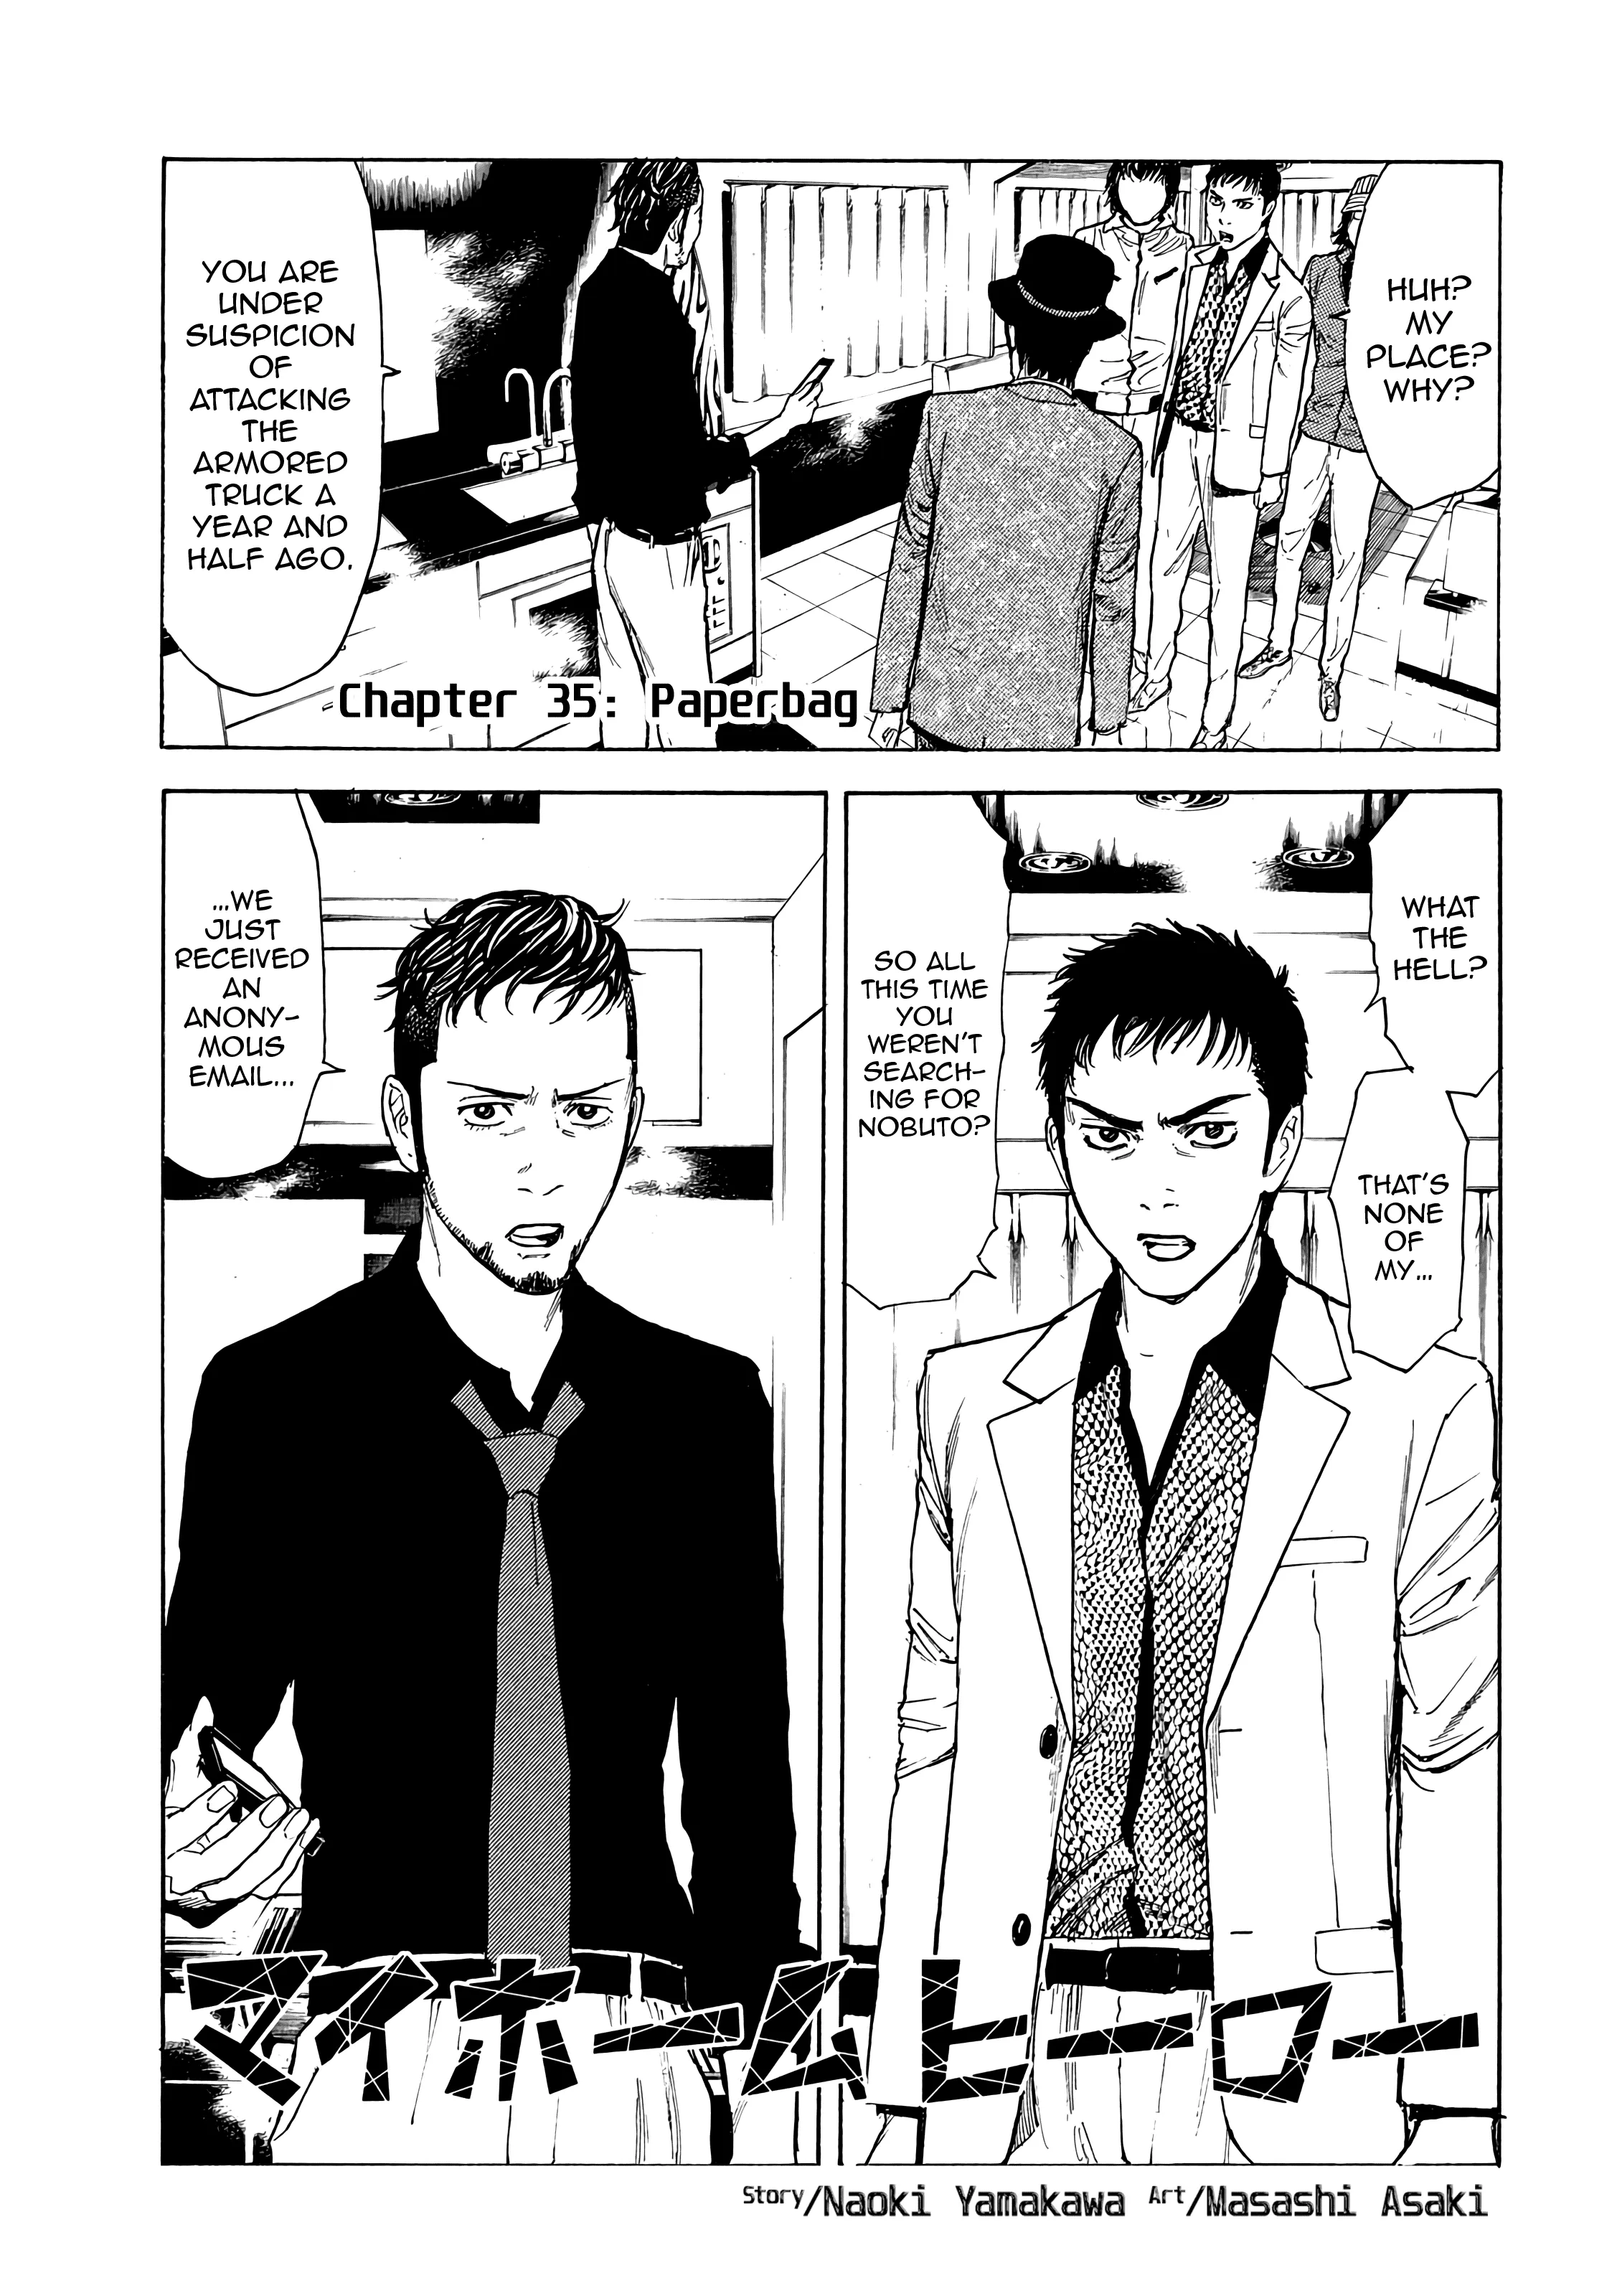 HUH?
MY
PLACE?
WHY?
YOU ARE
UNDER
SUSPICION
OF
ATTACKING
THE
ARMORED
TRUCK A
YEAR AND
HALF AGO.
Chapter 35: Paperbag
WHAT
THE
HELL?
THAT'S
NONE
OF
MY...
SO ALL
THIS TIME
YOU
WEREN'T
SEARCH-
ING FOR
NOBUTO?
...WE
JUST
RECEIVED
AN
ANONY-
MOUS
EMAIL...
マイホームヒーロー
Story/Naoki Yamakawa Art/Masashi Asaki